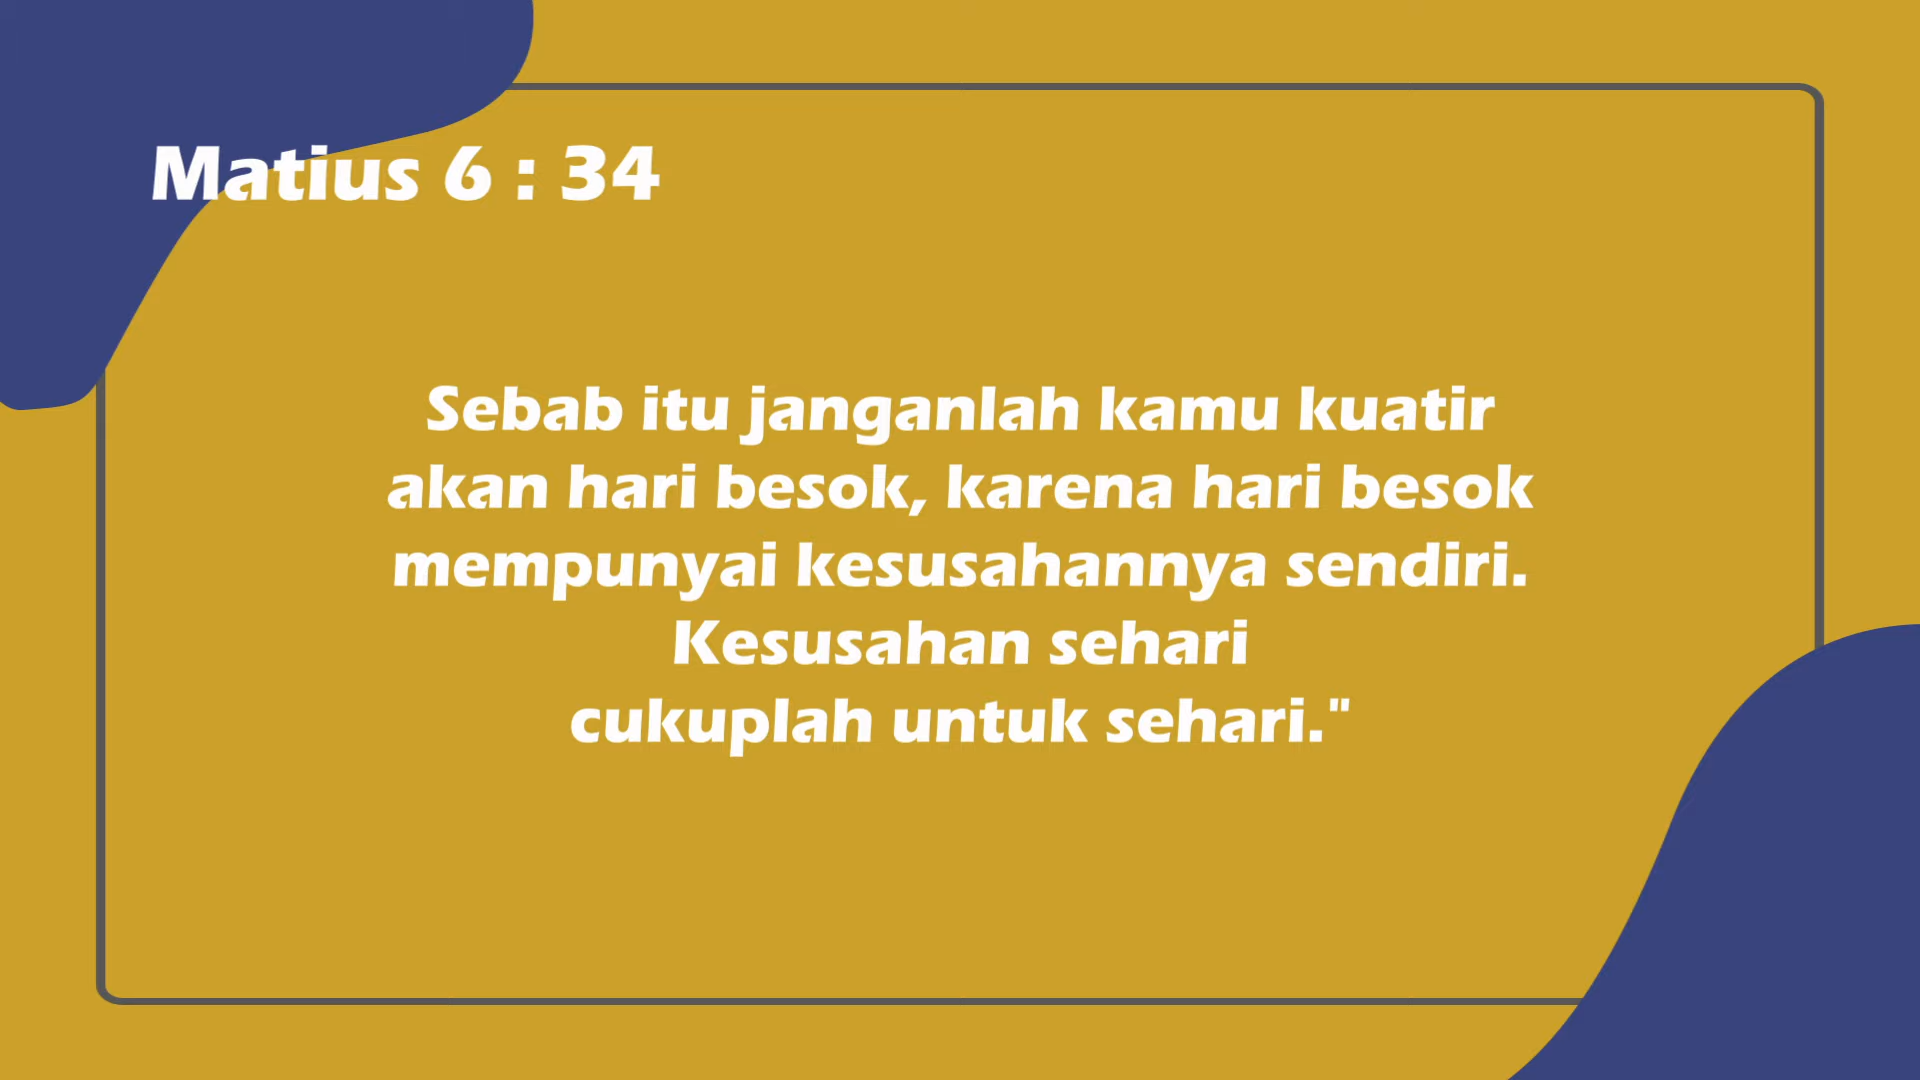 Matius 6 : 34
Sebab itu janganlah kamu kuatir
akan hari besok, karena hari besok
mempunyai kesusahannya sendiri.
Kesusahan sehari
cukuplah untuk sehari."